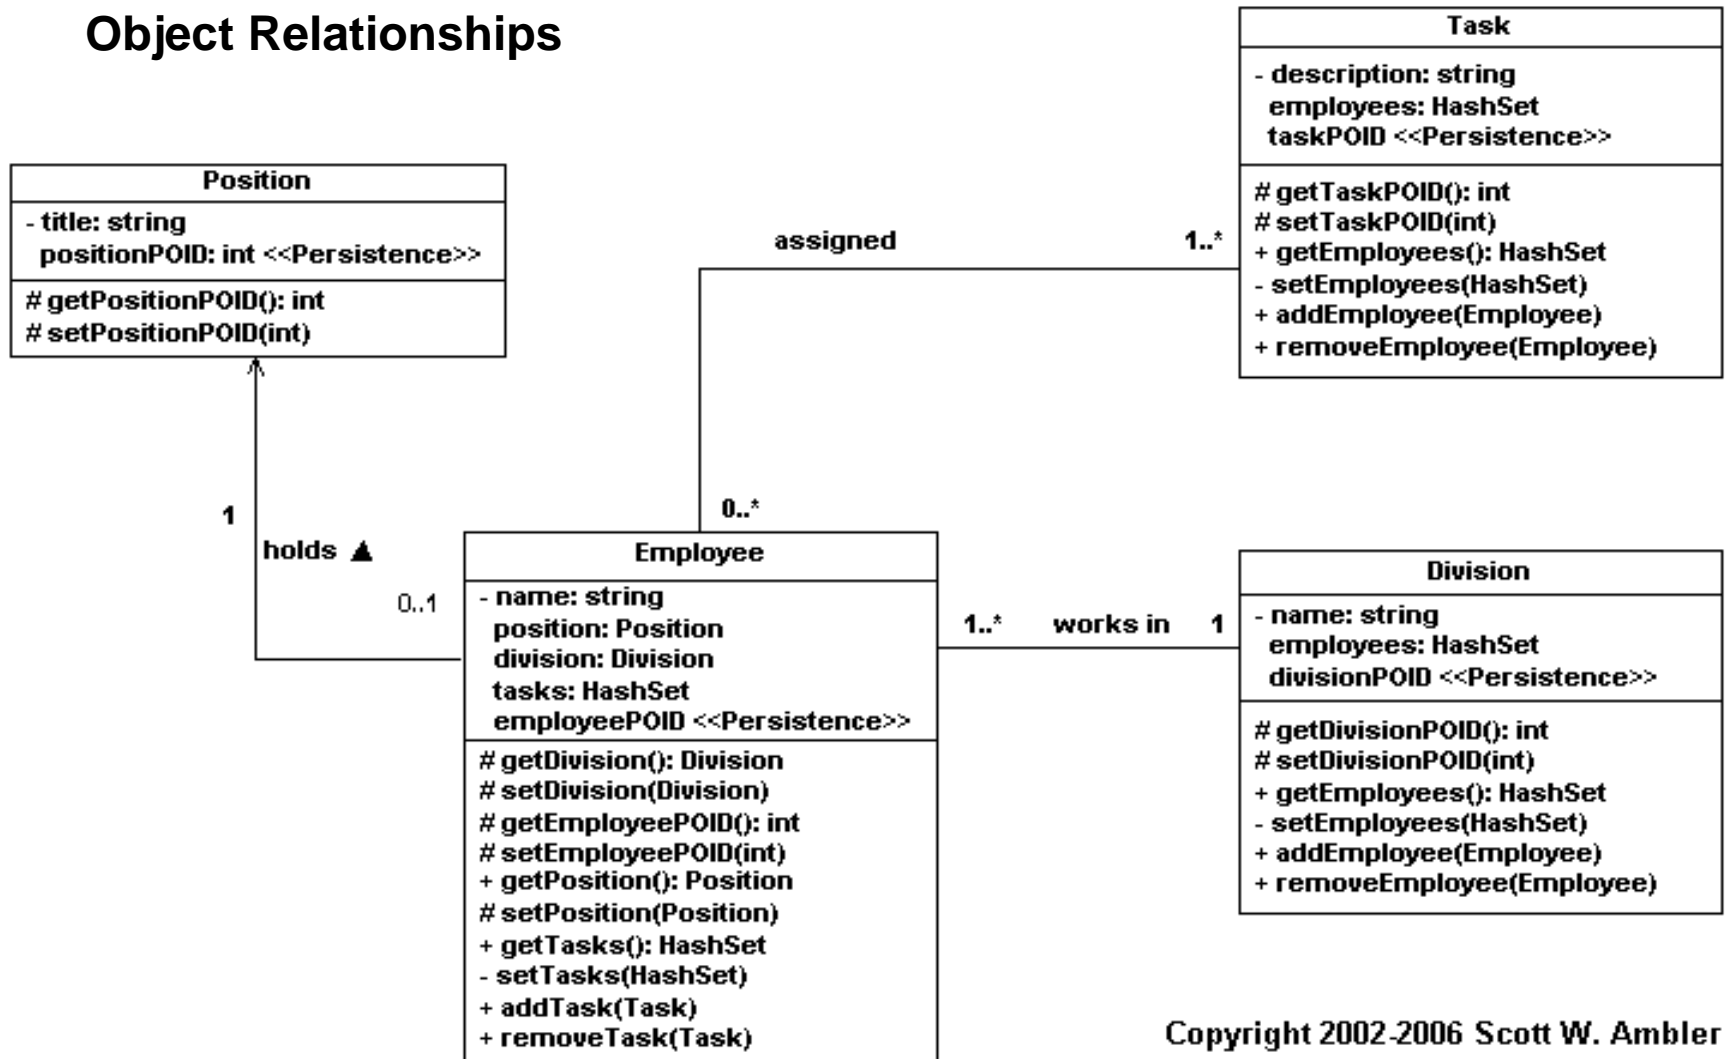 Object Relationships
Task
- description: string
employees: HashSet
taskPOID <<Persistence>>
# getTaskPOID(): int
# setTaskPOID(int)
+ getEmployees(): HashSet
- setEmployees(HashSet)
+ addEmployee(Employee)
+ removeEmployee(Employee)
Position
- title: string
positionPOID: int <<Persistence>>
# getPositionPOID(): int
# setPositionPOID(int)
assigned
1..*
0..*
1
holds ▲
0..1
Employee
- name: string
position: Position
division: Division
tasks: HashSet
employeePOID <<Persistence>>
# getDivision(): Division
# setDivision(Division)
# getEmployeePOID(): int
# setEmployeePOID(int)
+ getPosition(): Position
# setPosition(Position)
+ getTasks(): HashSet
- setTasks(HashSet)
+ addTask(Task)
+ removeTask(Task)
1..* works in 1
Division
- name: string
employees: HashSet
divisionPOID <<Persistence>>
# getDivisionPOID(): int
# setDivisionPOID(int)
+ getEmployees(): HashSet
- setEmployees(HashSet)
+ addEmployee(Employee)
+ removeEmployee(Employee)
Copyright 2002-2006 Scott W. Ambler